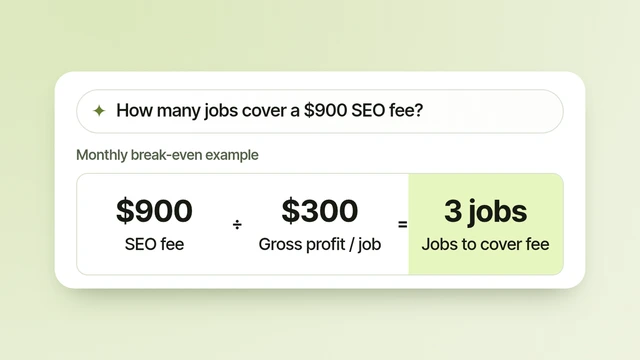 How many jobs cover a $900 SEO fee?
Monthly break-even example
$900 ÷ $300 = 3 jobs
SEO fee Gross profit / job Jobs to cover fee